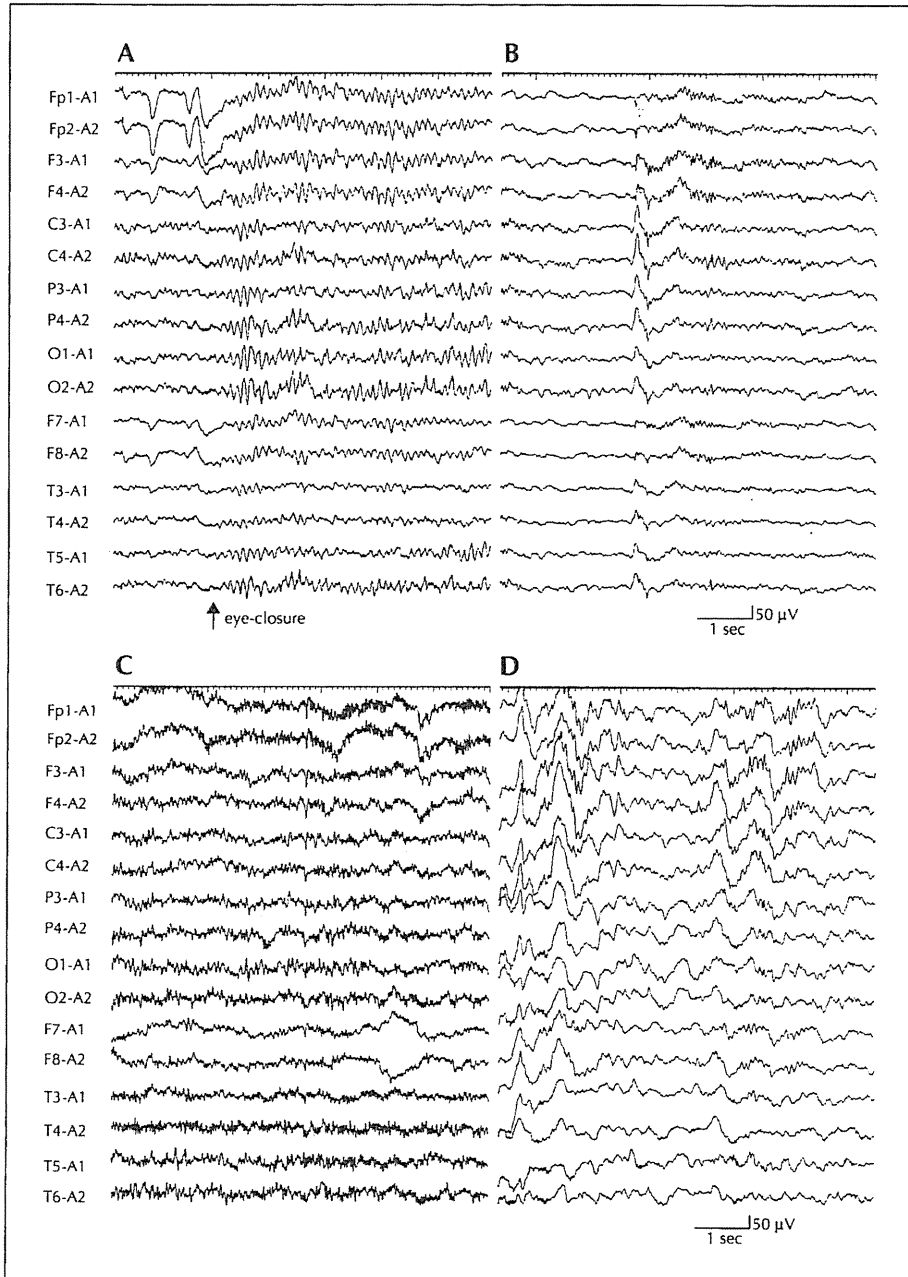 A
B
Fp1-A1
Fp2-A2
F3-A1
F4-A2
C3-A1
C4-A2
P3-A1
P4-A2
O1-A1
O2-A2
F7-A1
F8-A2
T3-A1
T4-A2
T5-A1
T6-A2
eye-closure
50 µV
1 sec
C
D
Fp1-A1
Fp2-A2
F3-A1
F4-A2
C3-A1
C4-A2
P3-A1
P4-A2
O1-A1
O2-A2
F7-A1
F8-A2
T3-A1
T4-A2
T5-A1
T6-A2
50 µV
1 sec